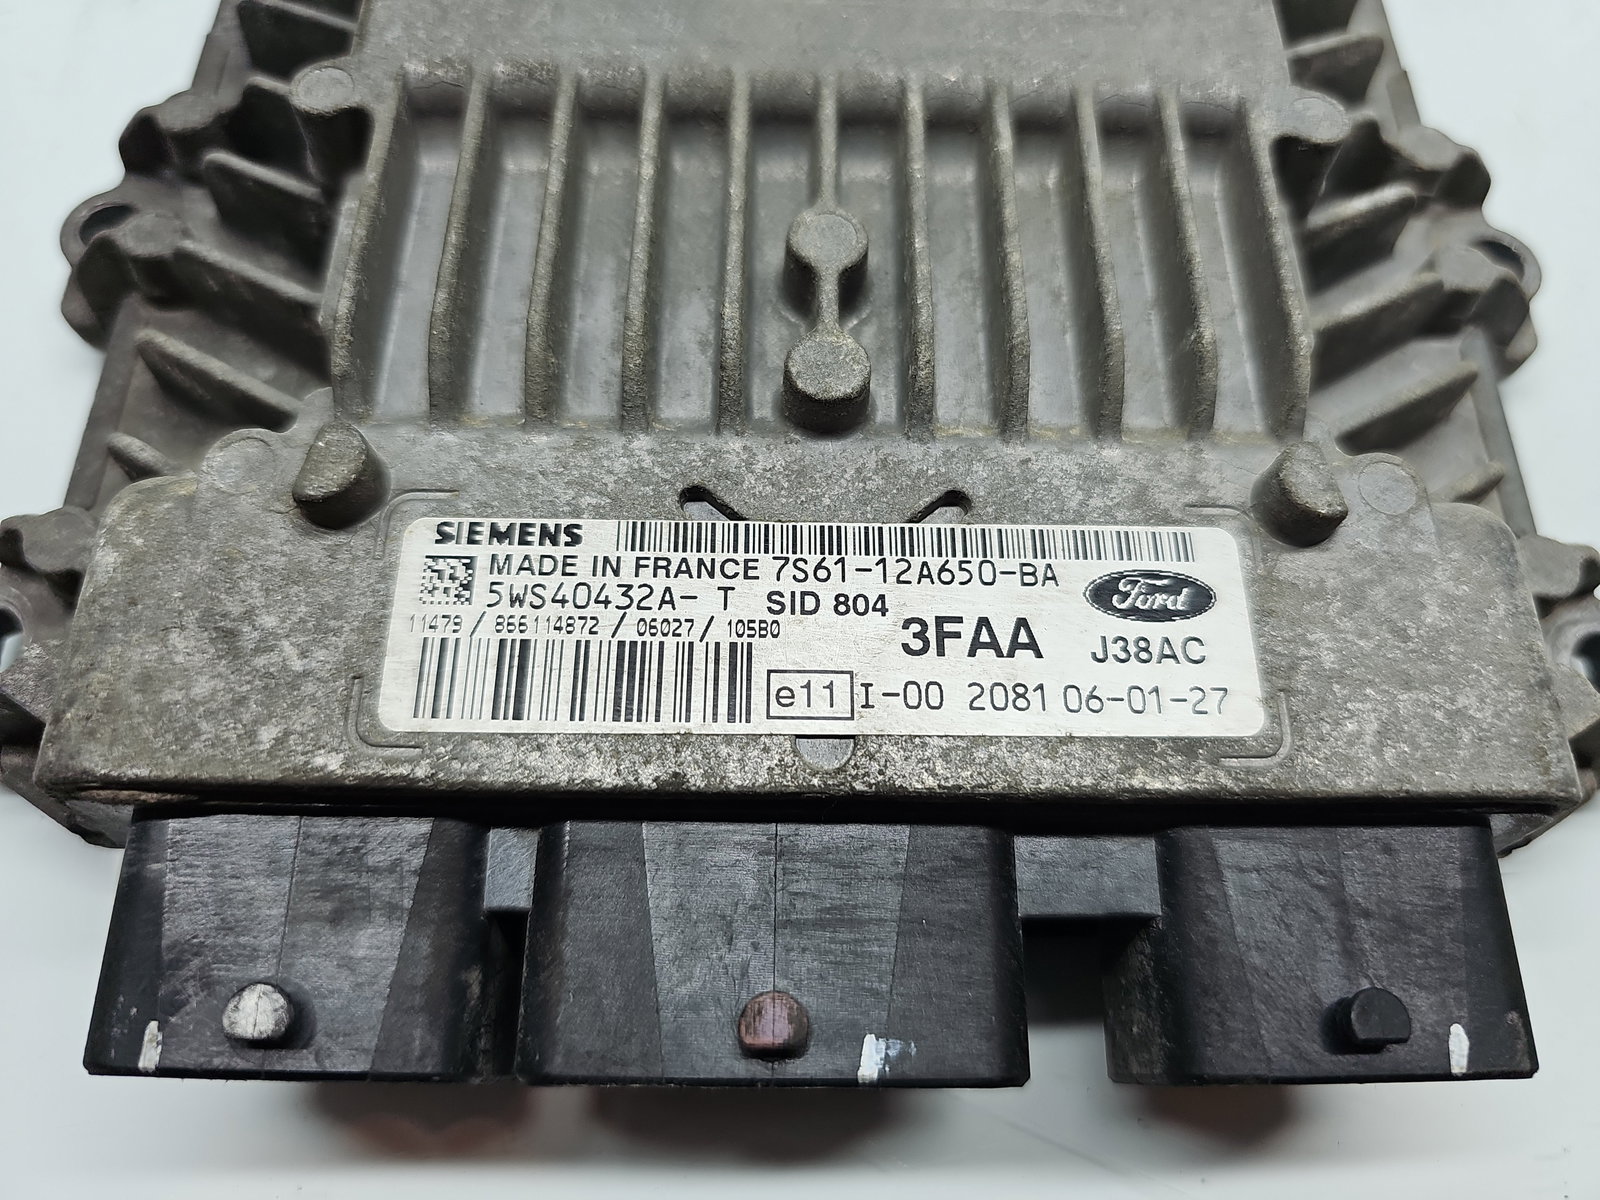 SIEMENS
MADE IN FRANCE 7S61-12A650-BA
5WS40432A- T SID 804
Ford
11479 / 866114872 / 06027 / 105B0
3FAA J38AC
e11 I-00 2081 06-01-27